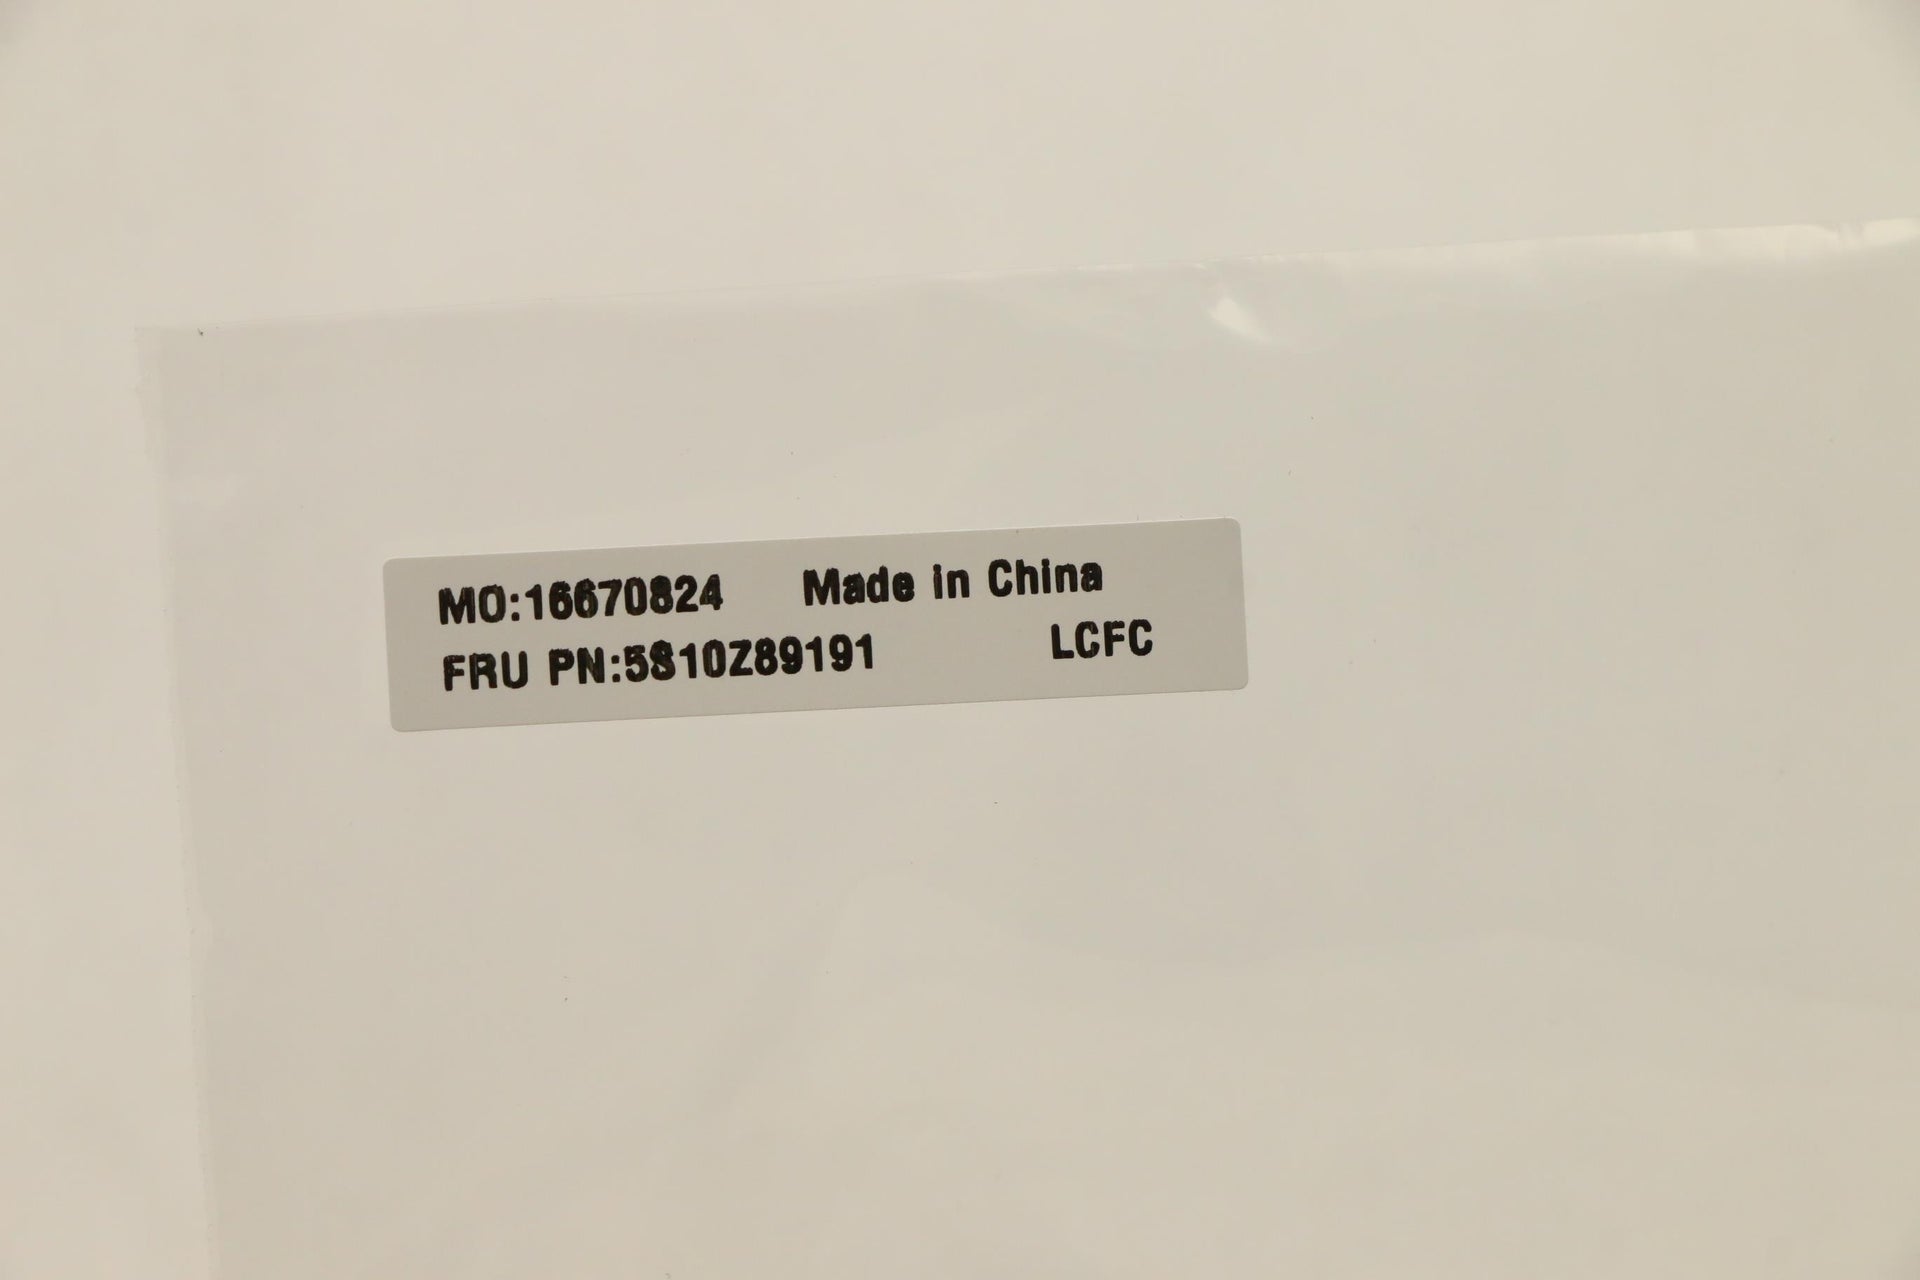 MO:16670824 Made in China
FRU PN:5S10Z89191 LCFC